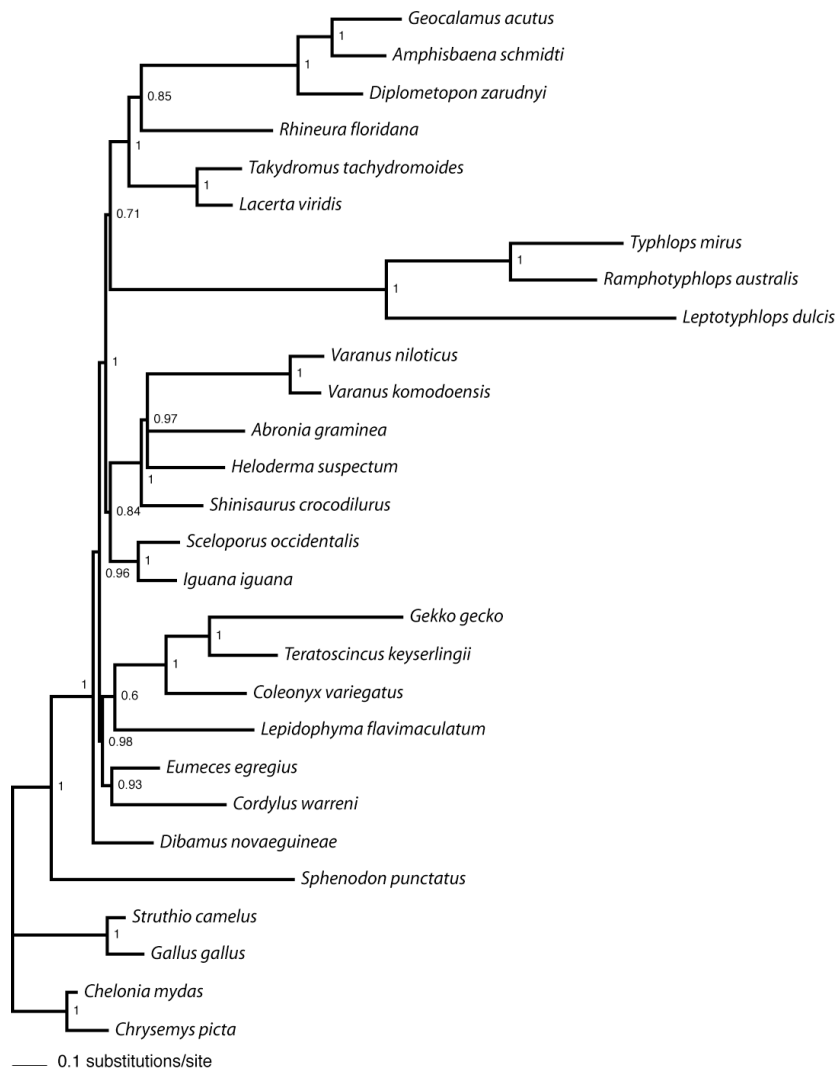 Geocalamus acutus
1
Amphisbaena schmidti
1
Diplometopon zarudnyi
0.85
Rhineura floridana
1
Takydromus tachydromoides
1
Lacerta viridis
0.71
Typhlops mirus
1
Ramphotyphlops australis
1
Leptotyphlops dulcis
Varanus niloticus
1
1
Varanus komodoensis
0.97
Abronia graminea
Heloderma suspectum
1
Shinisaurus crocodilurus
0.84
Sceloporus occidentalis
1
0.96
Iguana iguana
Gekko gecko
1
Teratoscincus keyserlingii
1
1
Coleonyx variegatus
0.6
Lepidophyma flavimaculatum
0.98
Eumeces egregius
0.93
Cordylus warreni
1
Dibamus novaeguineae
Sphenodon punctatus
Struthio camelus
1
Gallus gallus
Chelonia mydas
1
Chrysemys picta
0.1 substitutions/site